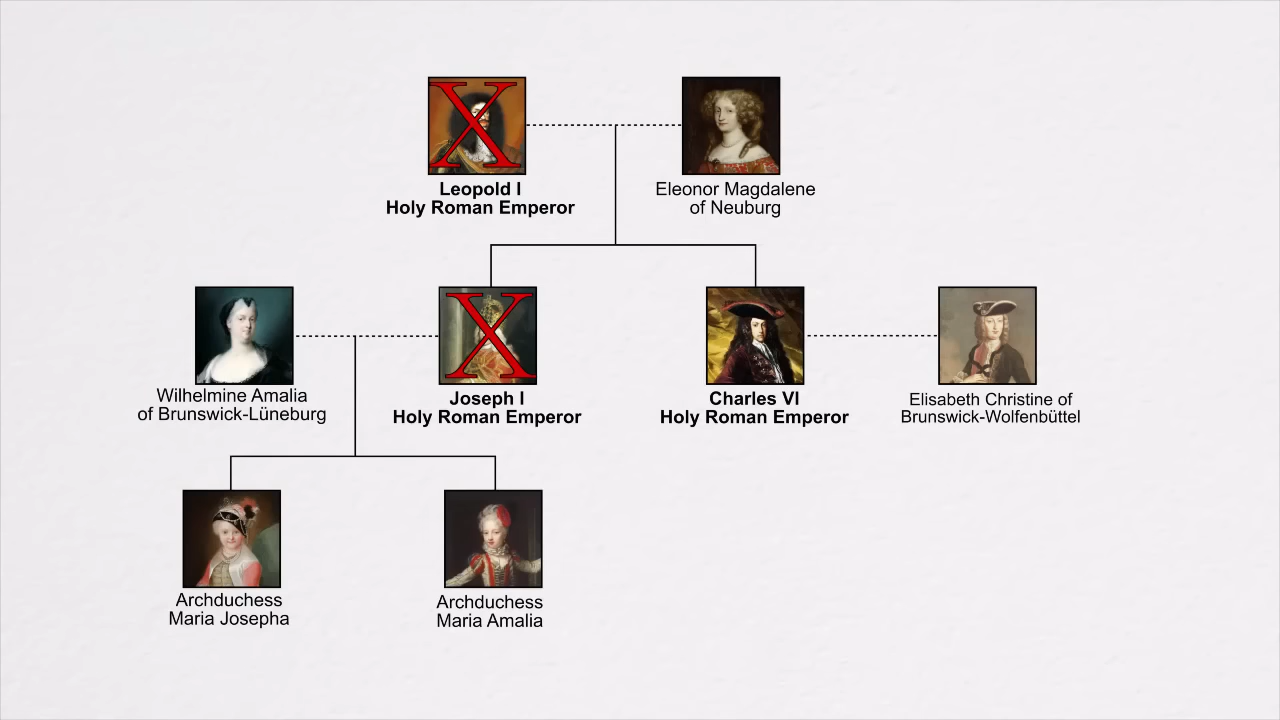 Leopold I
Holy Roman Emperor
Eleonor Magdalene
of Neuburg
Wilhelmine Amalia
of Brunswick-Lüneburg
Joseph I
Holy Roman Emperor
Charles VI
Holy Roman Emperor
Elisabeth Christine of
Brunswick-Wolfenbüttel
Archduchess
Maria Josepha
Archduchess
Maria Amalia